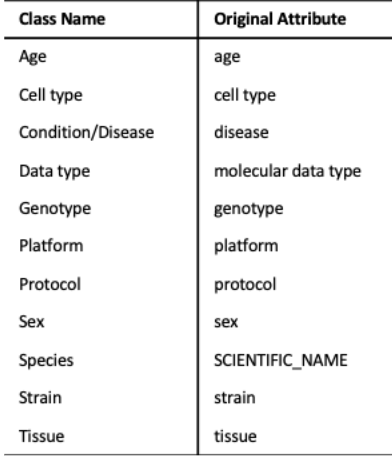 Class Name Original Attribute
Age age
Cell type cell type
Condition/Disease disease
Data type molecular data type
Genotype genotype
Platform platform
Protocol protocol
Sex sex
Species SCIENTIFIC_NAME
Strain strain
Tissue tissue